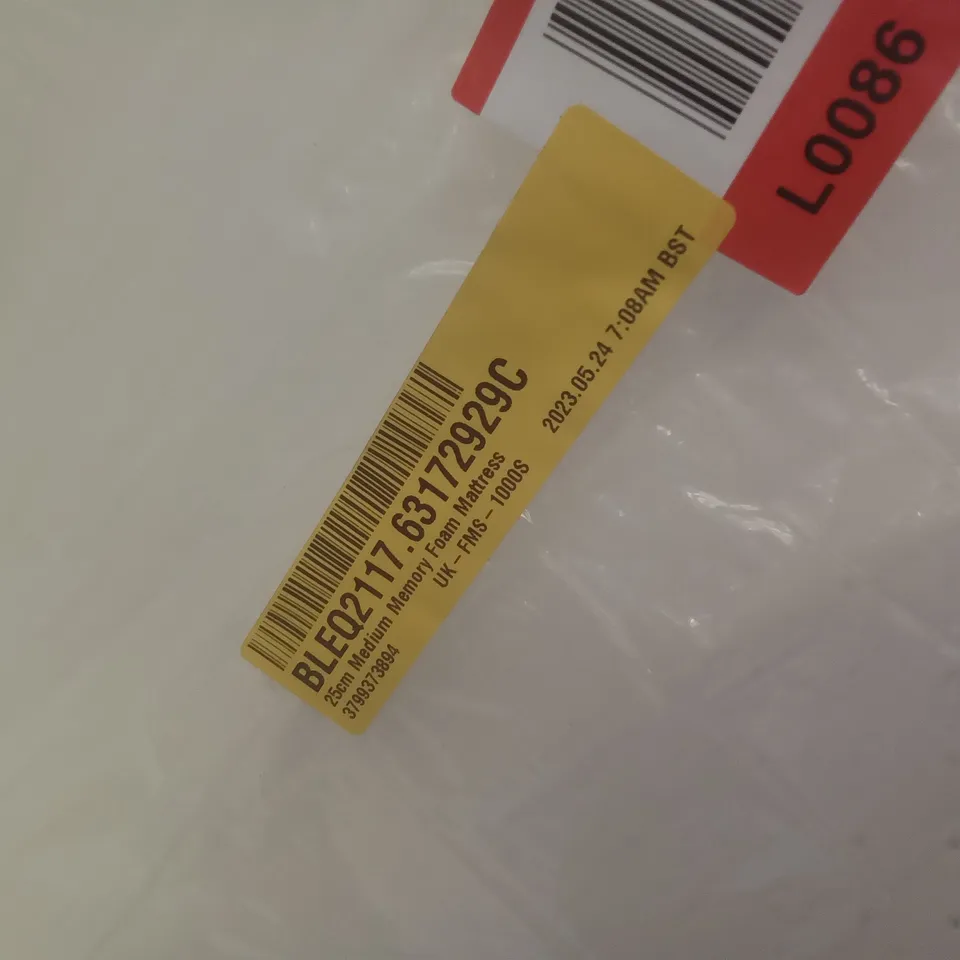 L0086
BLEQ2117.63172929C
25cm Medium Memory Foam Mattress
3799373894
UK – FMS – 1000S
2023.05.24 7:08AM BST